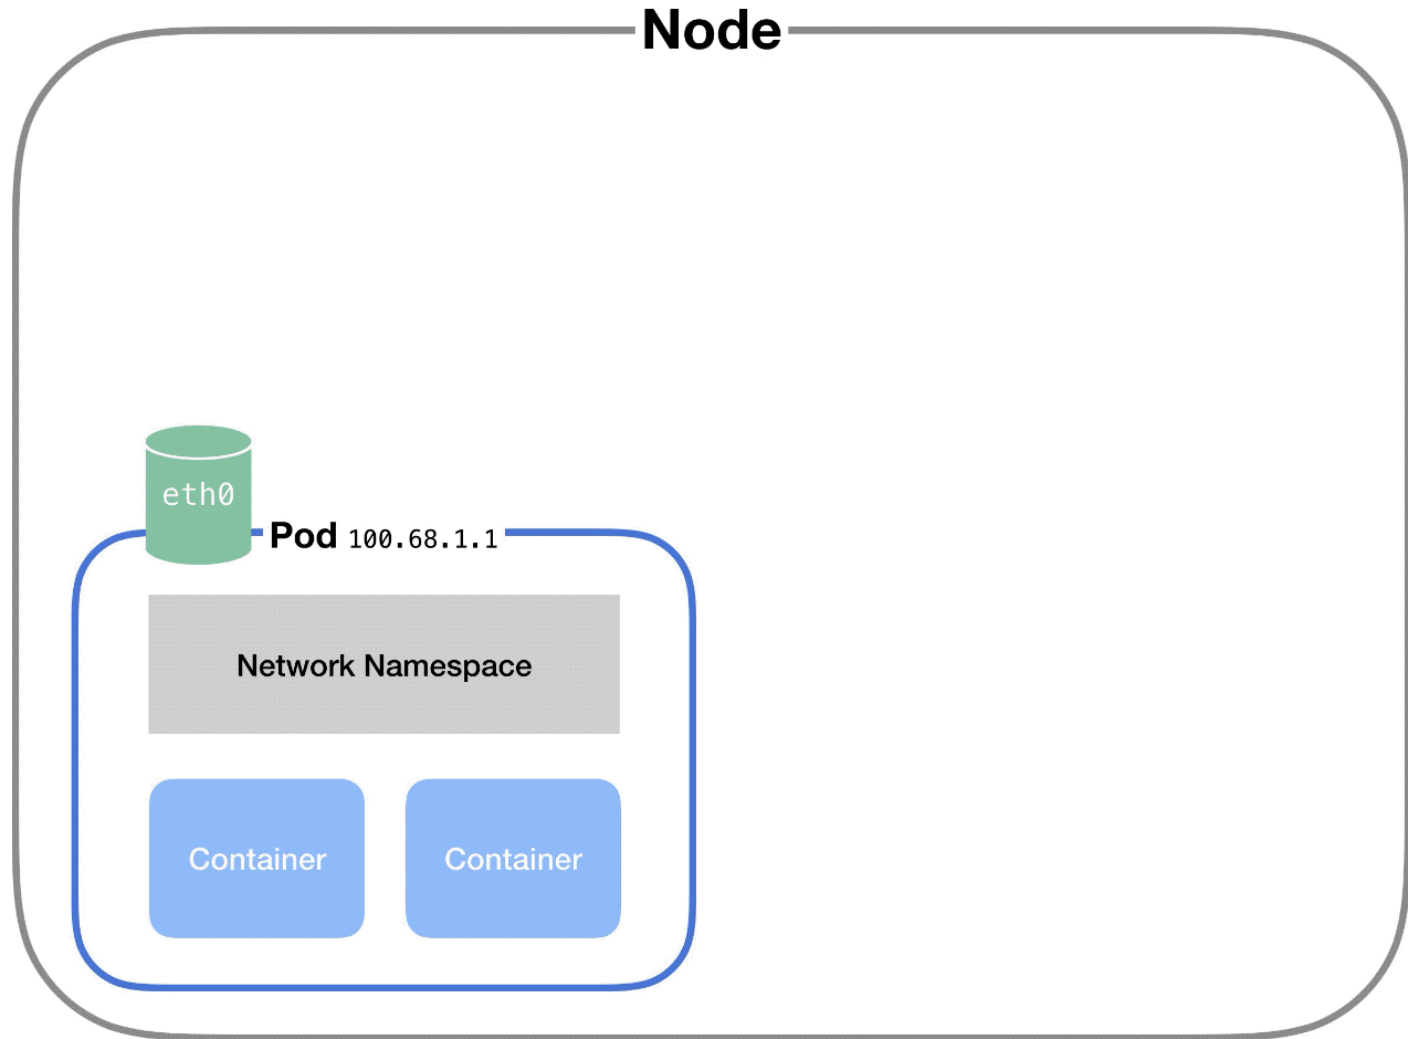 Node
eth0
Pod 100.68.1.1
Network Namespace
Container
Container